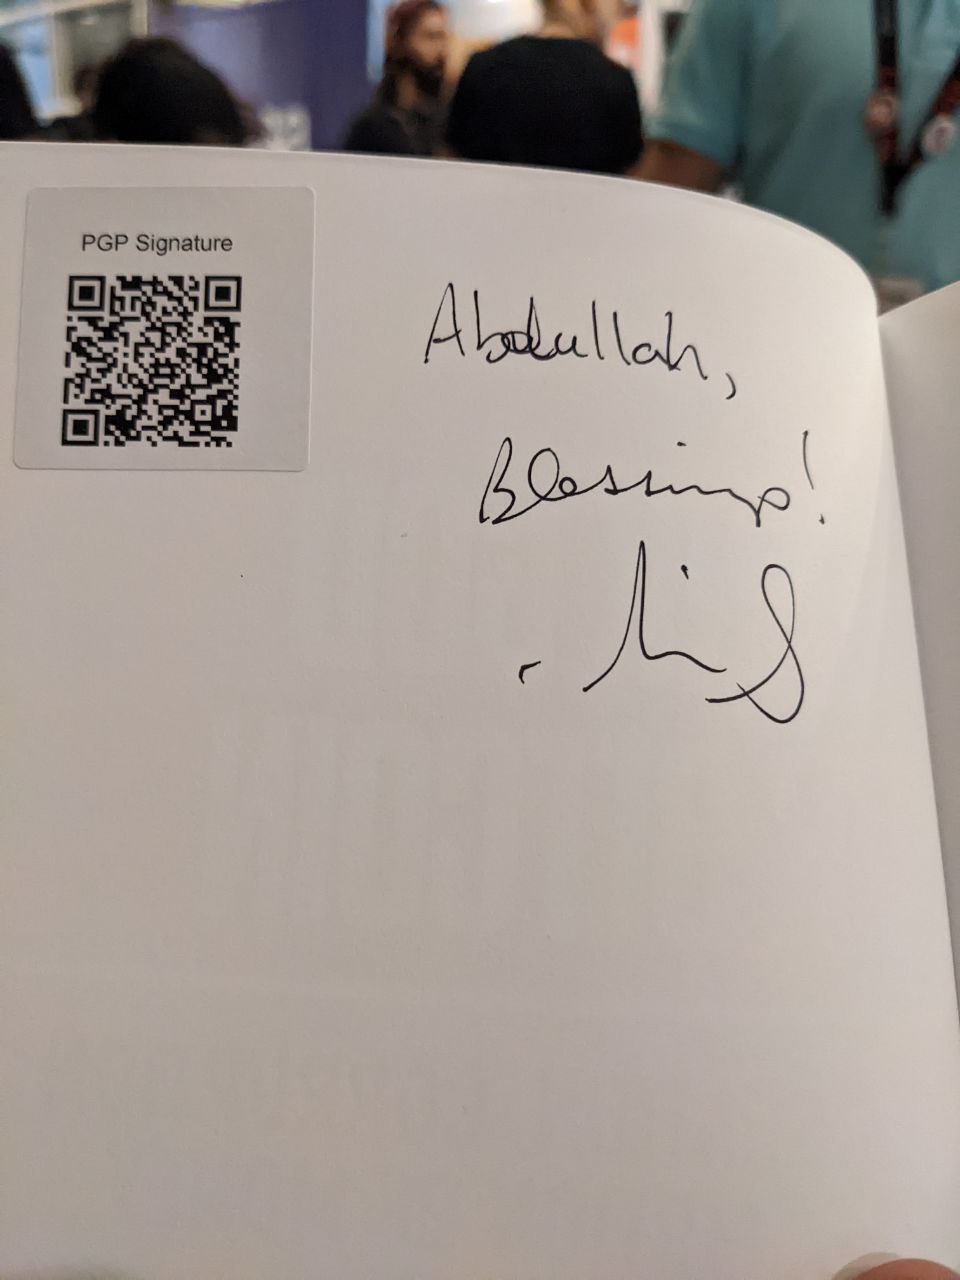 PGP Signature
Abdullah,
Blessings!